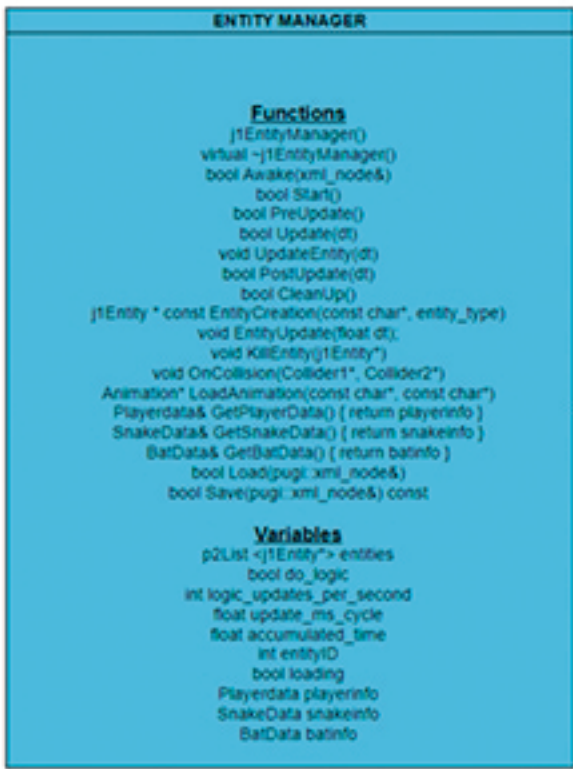 ENTITY MANAGER
Functions
j1EntityManager()
virtual ~j1EntityManager()
bool Awake(xml_node&)
bool Start()
bool PreUpdate()
bool Update(dt)
void UpdateEntity(dt)
bool PostUpdate(dt)
bool CleanUp()
j1Entity * const EntityCreation(const char*, entity_type)
void EntityUpdate(float dt);
void KillEntity(j1Entity*)
void OnCollision(Collider1*, Collider2*)
Animation* LoadAnimation(const char*, const char*)
Playerdata& GetPlayerData() { return playerinfo }
SnakeData& GetSnakeData() { return snakeinfo }
BatData& GetBatData() { return batinfo }
bool Load(pugi::xml_node&)
bool Save(pugi::xml_node&) const
Variables
p2List <j1Entity*> entities
bool do_logic
int logic_updates_per_second
float update_ms_cycle
float accumulated_time
int entityID
bool loading
Playerdata playerinfo
SnakeData snakeinfo
BatData batinfo